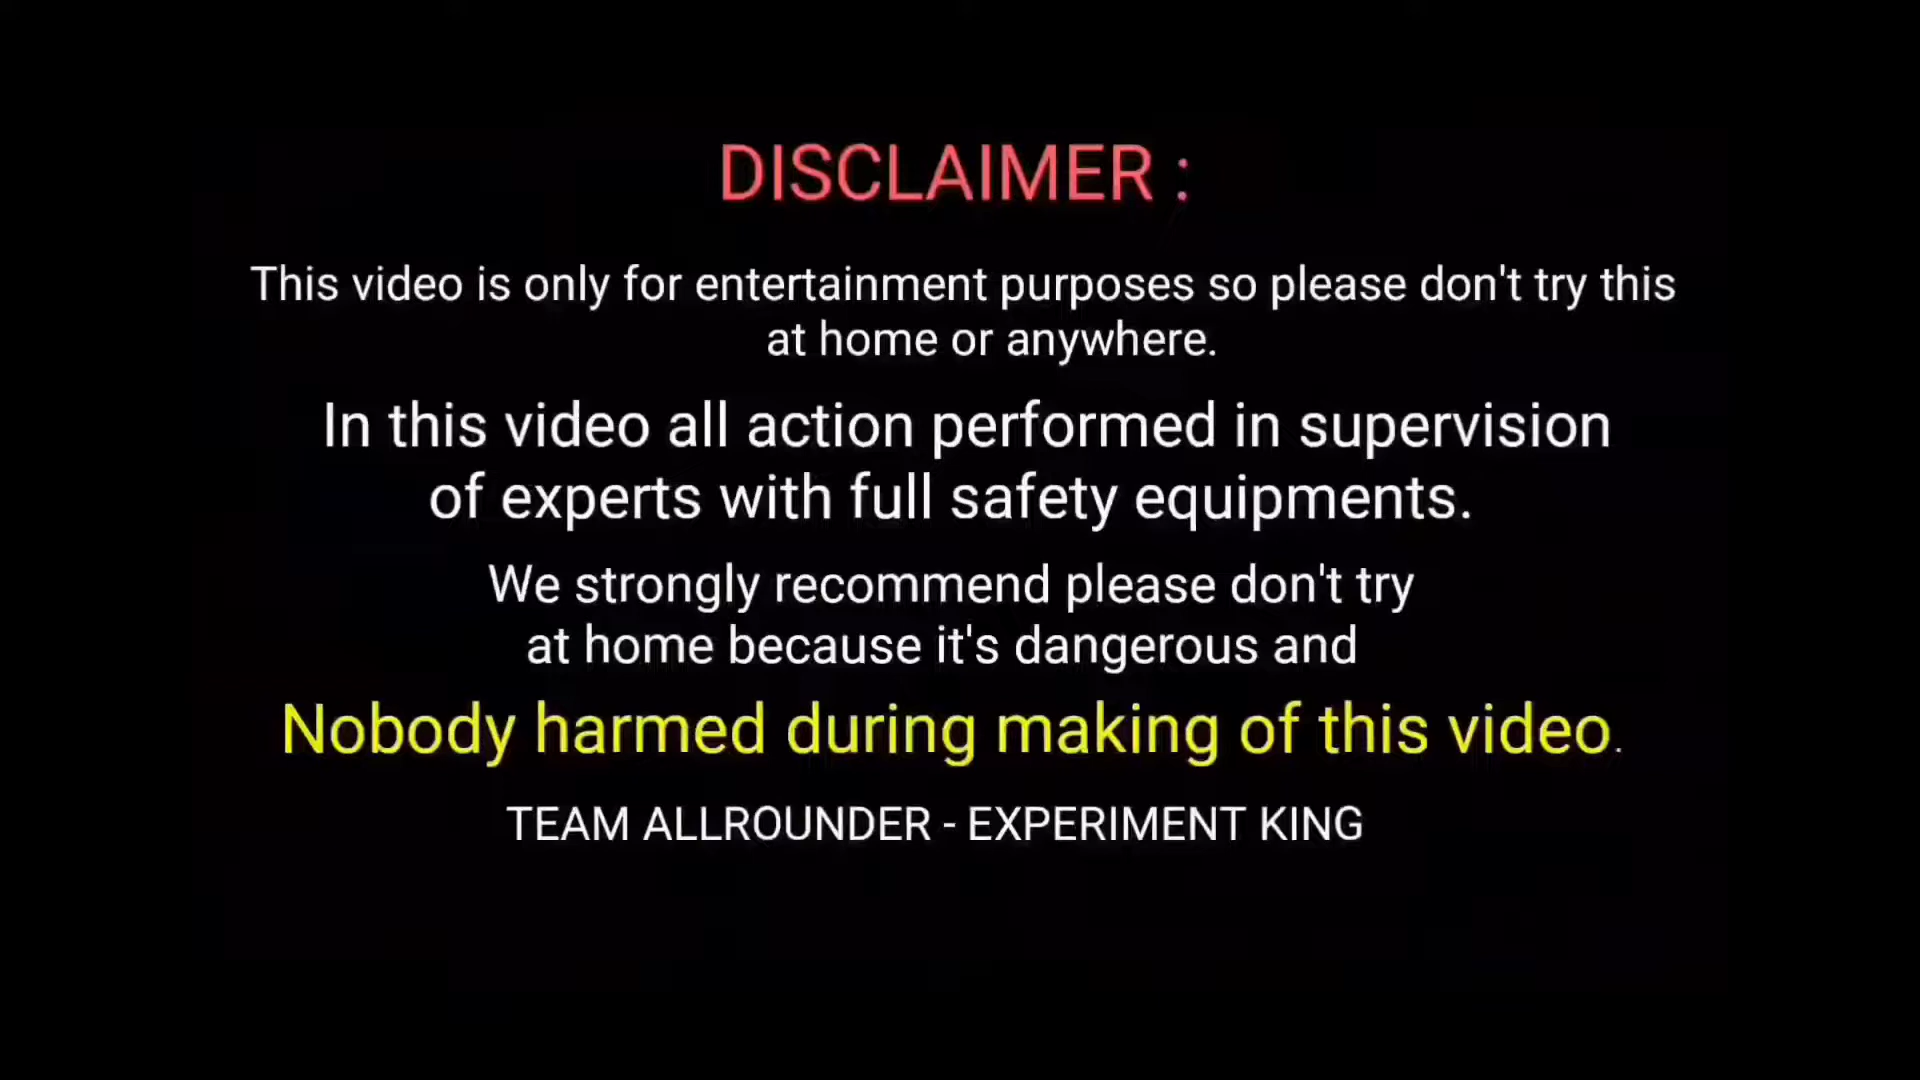 DISCLAIMER :
This video is only for entertainment purposes so please don't try this
at home or anywhere.
In this video all action performed in supervision
of experts with full safety equipments.
We strongly recommend please don't try
at home because it's dangerous and
Nobody harmed during making of this video.
TEAM ALLROUNDER - EXPERIMENT KING